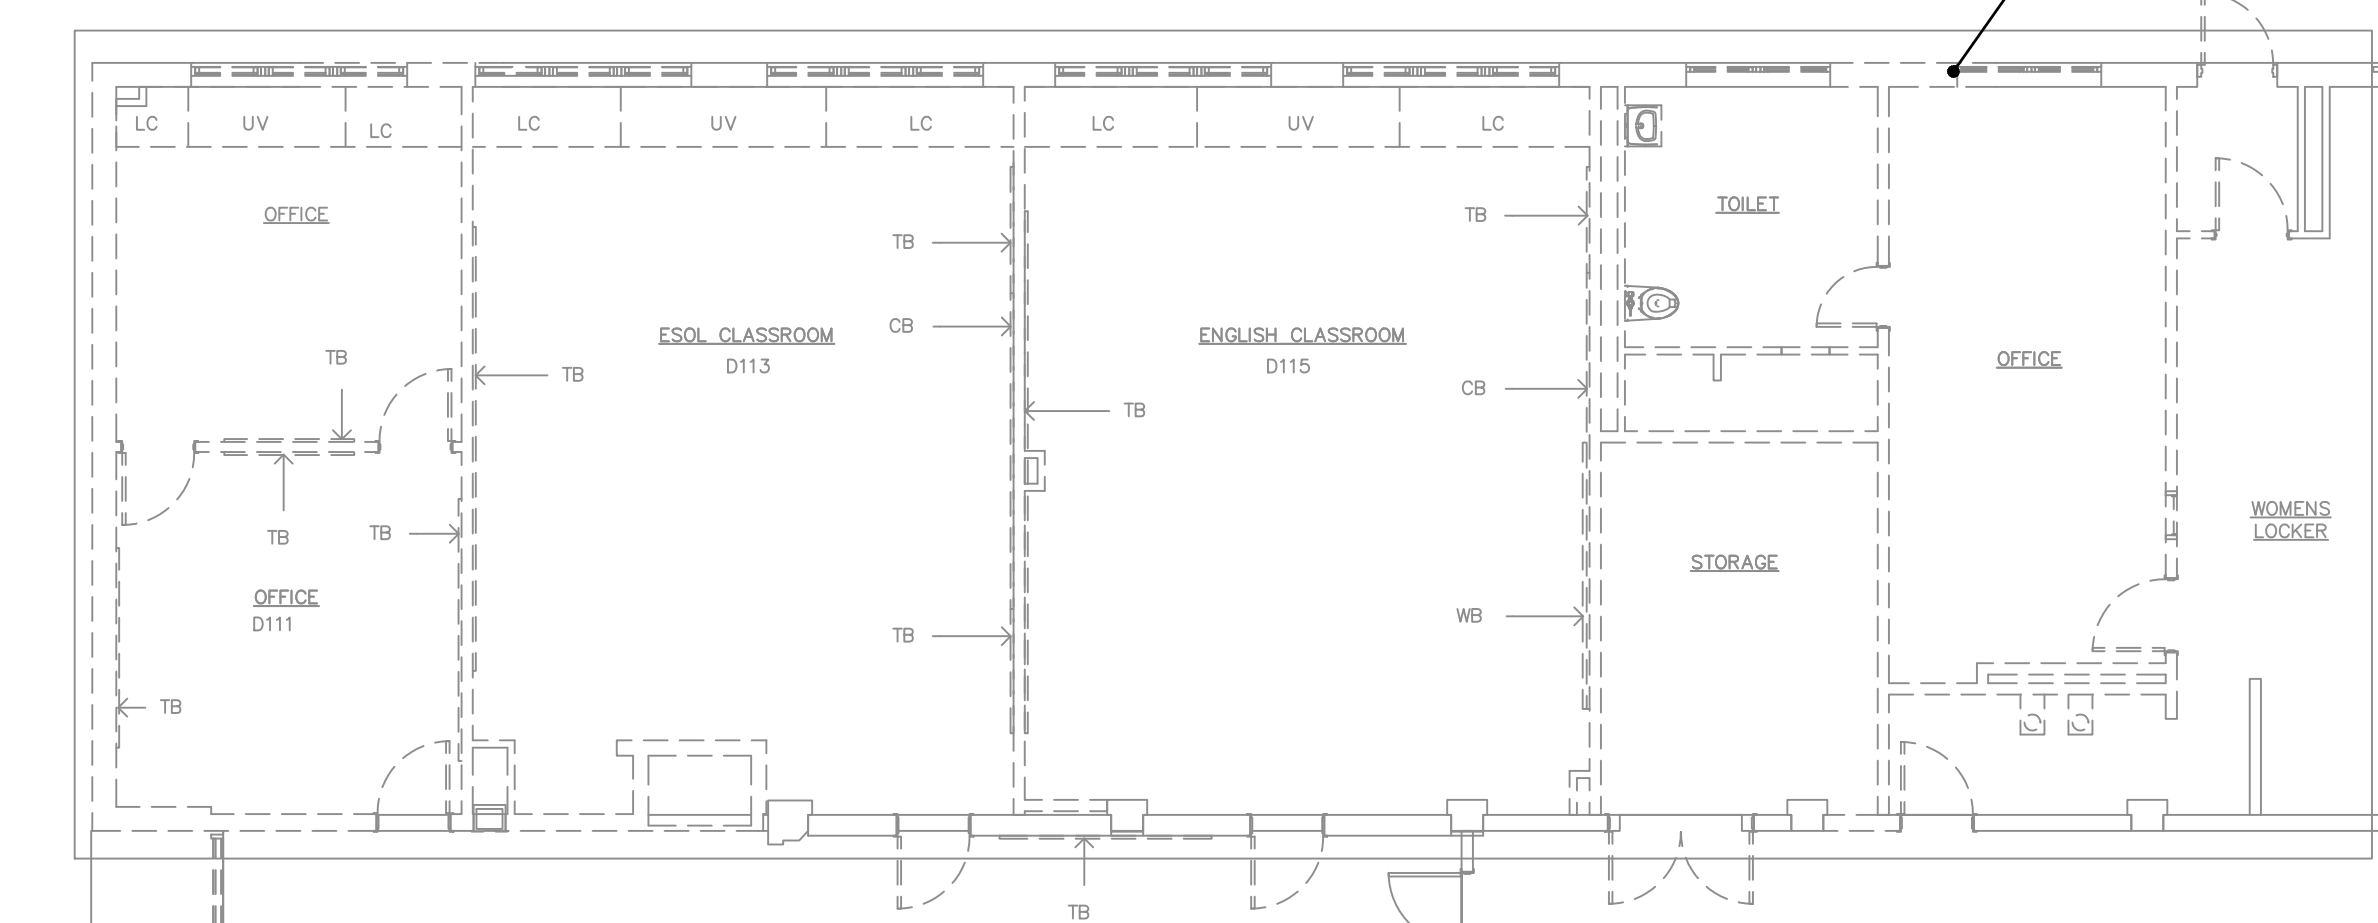 LC
UV
LC
LC
UV
LC
LC
UV
LC
OFFICE
TOILET
TB
TB
TB
CB
ESOL CLASSROOM
D113
ENGLISH CLASSROOM
D115
OFFICE
TB
TB
CB
TB
WOMENS
LOCKER
TB
TB
STORAGE
OFFICE
D111
WB
TB
TB
TB